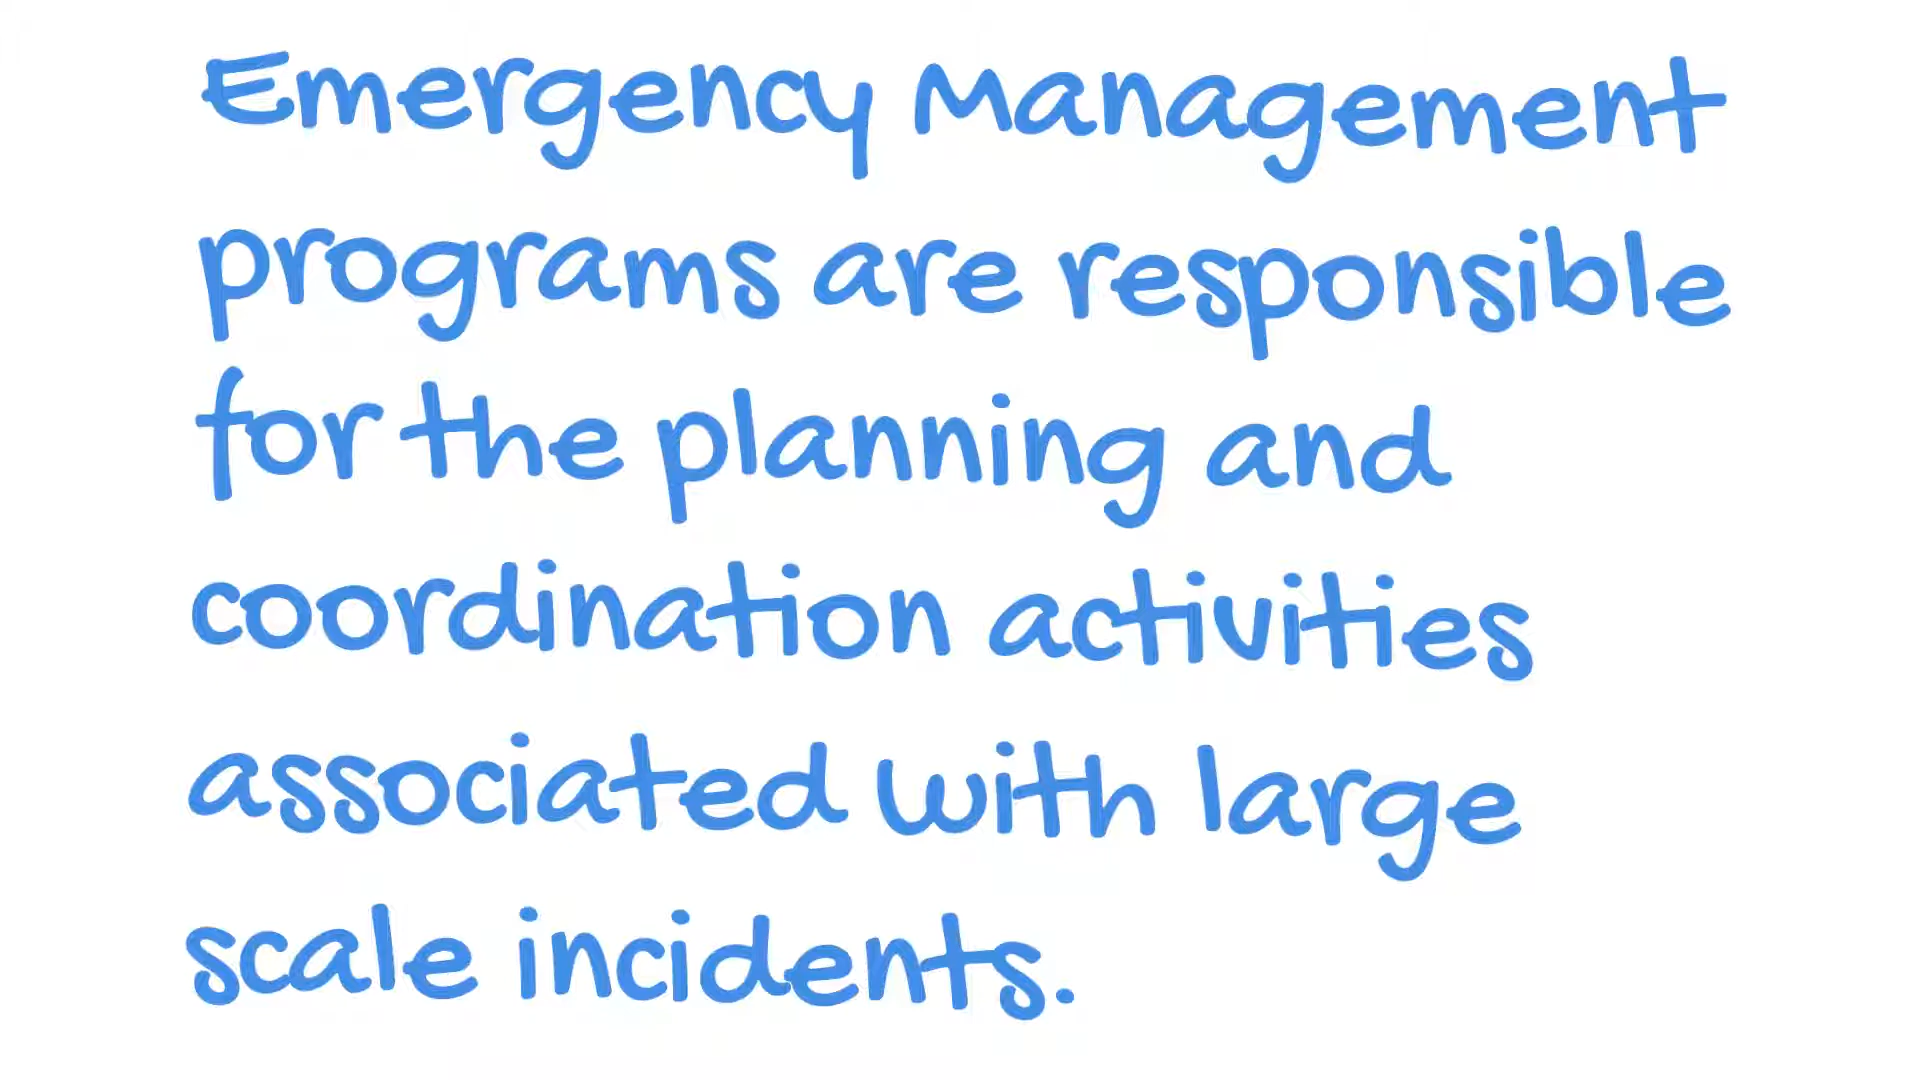 Emergency Management
programs are responsible
for the planning and
coordination activities
associated with large
scale incidents.